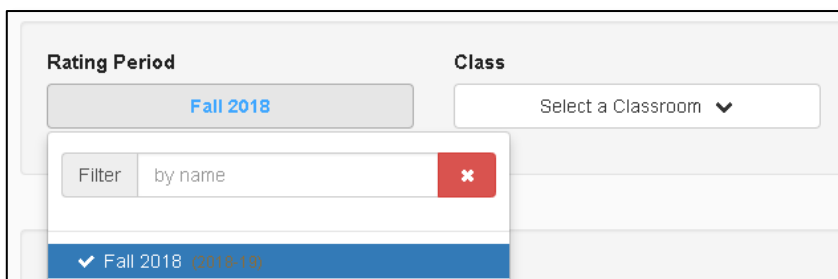 Rating Period
Class
Fall 2018
Select a Classroom
Filter
by name
Fall 2018 (2018-19)